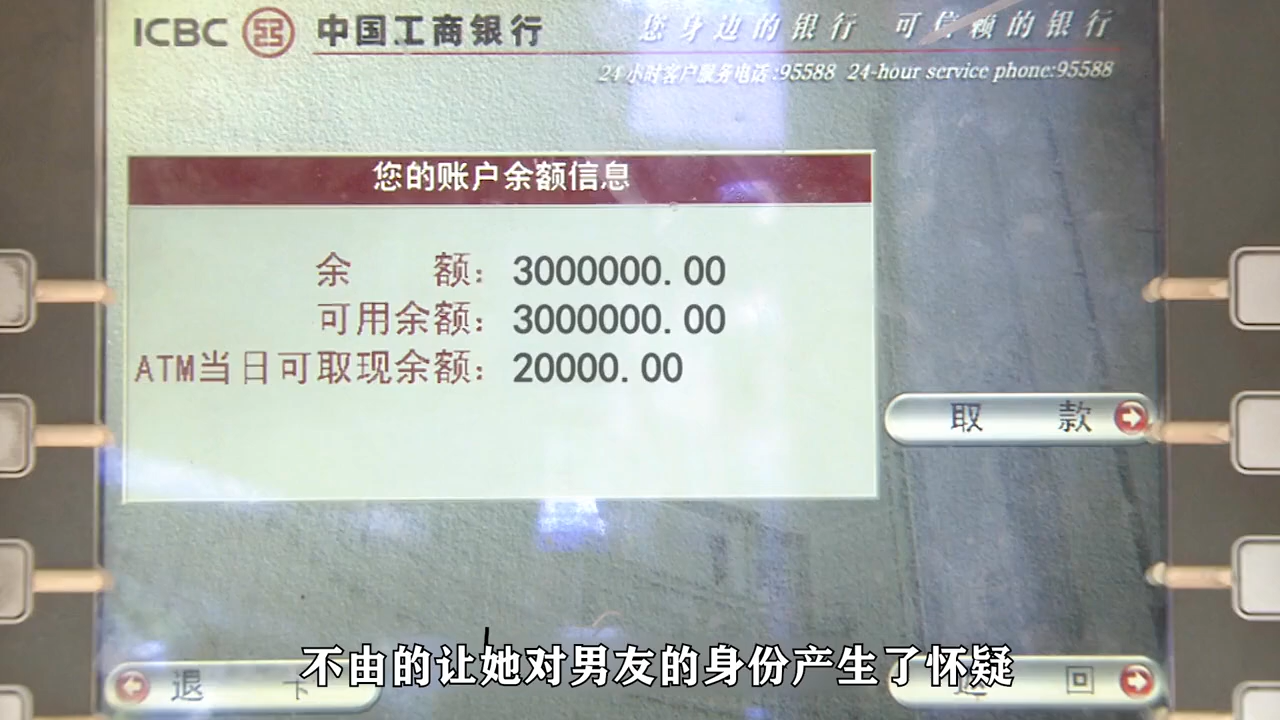 ICBC 中国工商银行
您身边的银行 可信赖的银行
24小时客户服务电话:95588 24-hour service phone:95588
您的账户余额信息
余 额: 3000000.00
可用余额: 3000000.00
ATM当日可取现余额: 20000.00
取 款
不由的让她对男友的身份产生了怀疑
退 卡
回